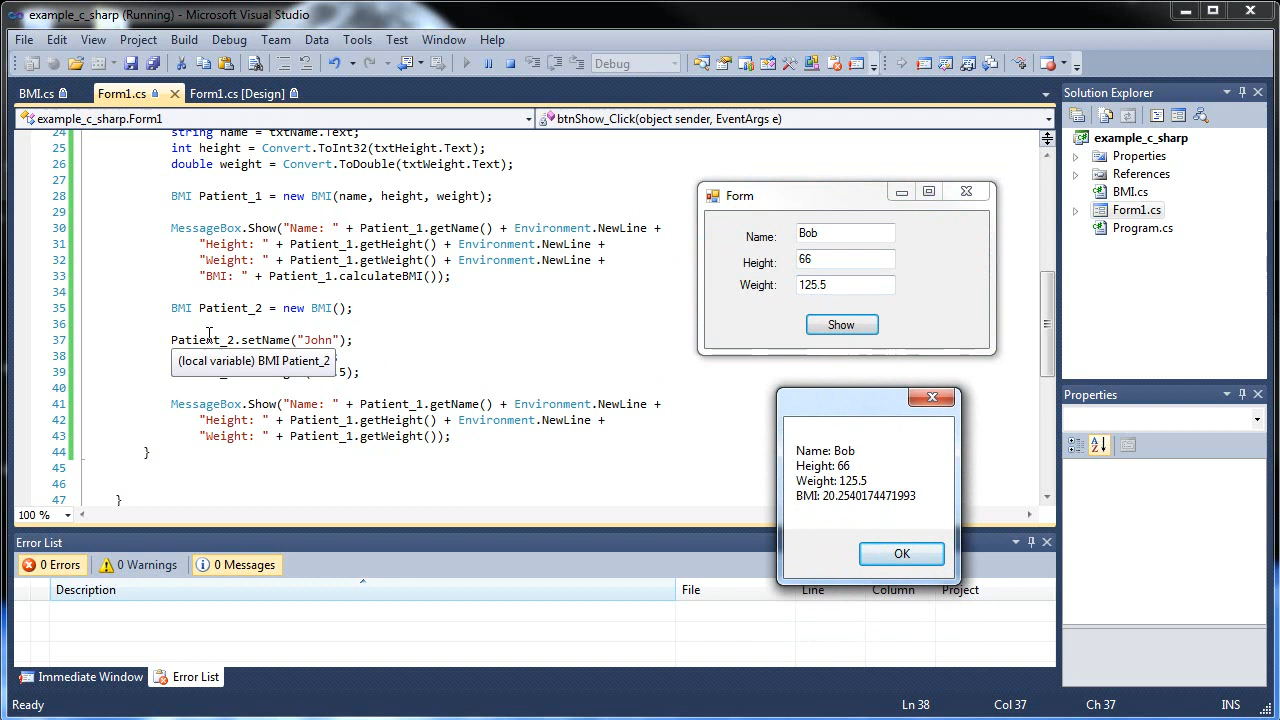 example_c_sharp (Running) - Microsoft Visual Studio
File Edit View Project Build Debug Team Data Tools Test Window Help
Debug
BMI.cs Form1.cs Form1.cs [Design]
example_c_sharp.Form1 btnShow_Click(object sender, EventArgs e)
24 string name = txtName.Text;
25 int height = Convert.ToInt32(txtHeight.Text);
26 double weight = Convert.ToDouble(txtWeight.Text);
27
28 BMI Patient_1 = new BMI(name, height, weight);
29
30 MessageBox.Show("Name: " + Patient_1.getName() + Environment.NewLine +
31 "Height: " + Patient_1.getHeight() + Environment.NewLine +
32 "Weight: " + Patient_1.getWeight() + Environment.NewLine +
33 "BMI: " + Patient_1.calculateBMI());
34
35 BMI Patient_2 = new BMI();
36
37 Patient_2.setName("John");
38 ;
(local variable) BMI Patient_2
39 .5);
40
41 MessageBox.Show("Name: " + Patient_1.getName() + Environment.NewLine +
42 "Height: " + Patient_1.getHeight() + Environment.NewLine +
43 "Weight: " + Patient_1.getWeight());
44 }
45
46
47 }
100 %
Form
Name: Bob
Height: 66
Weight: 125.5
Show
Name: Bob
Height: 66
Weight: 125.5
BMI: 20.2540174471993
OK
Solution Explorer
example_c_sharp
Properties
References
BMI.cs
Form1.cs
Program.cs
Properties
Error List
0 Errors 0 Warnings 0 Messages
Description File Line Column Project
Immediate Window Error List
Ready Ln 38 Col 37 Ch 37 INS